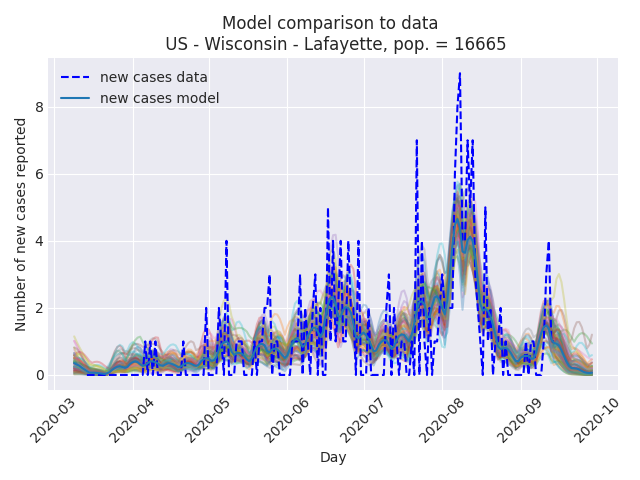 Model comparison to data
US - Wisconsin - Lafayette, pop. = 16665
new cases data
new cases model
Number of new cases reported
8
6
4
2
0
2020-03
2020-04
2020-05
2020-06
2020-07
2020-08
2020-09
2020-10
Day